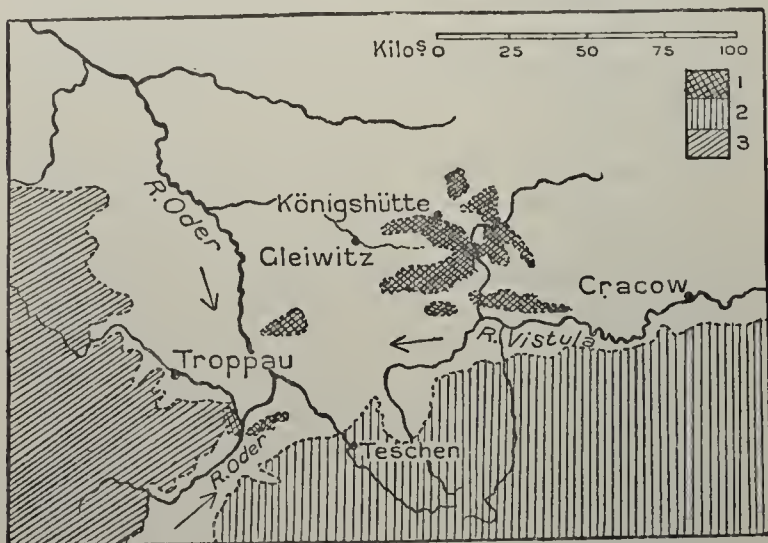 Kilos 0 25 50 75 100
1
2
3
R. Oder
Königshütte
Gleiwitz
Cracow
R. Vistula
Troppau
R. Oder
Teschen